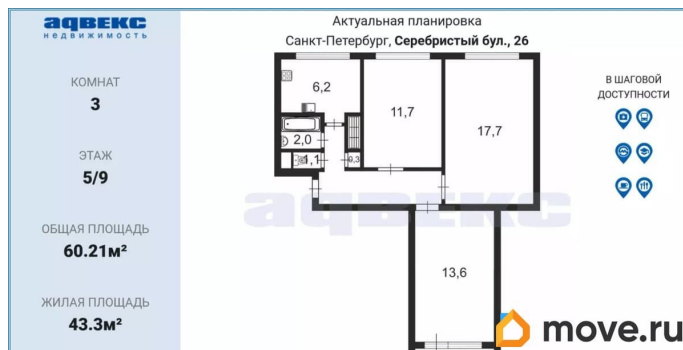 адвекс
недвижимость
КОМНАТ
3
ЭТАЖ
5/9
ОБЩАЯ ПЛОЩАДЬ
60.21м²
ЖИЛАЯ ПЛОЩАДЬ
43.3м²
Актуальная планировка
Санкт-Петербург, Серебристый бул., 26
6,2
11,7
17,7
2,0
1,1
0,3
13,6
адвекс
В ШАГОВОЙ
ДОСТУПНОСТИ
move.ru